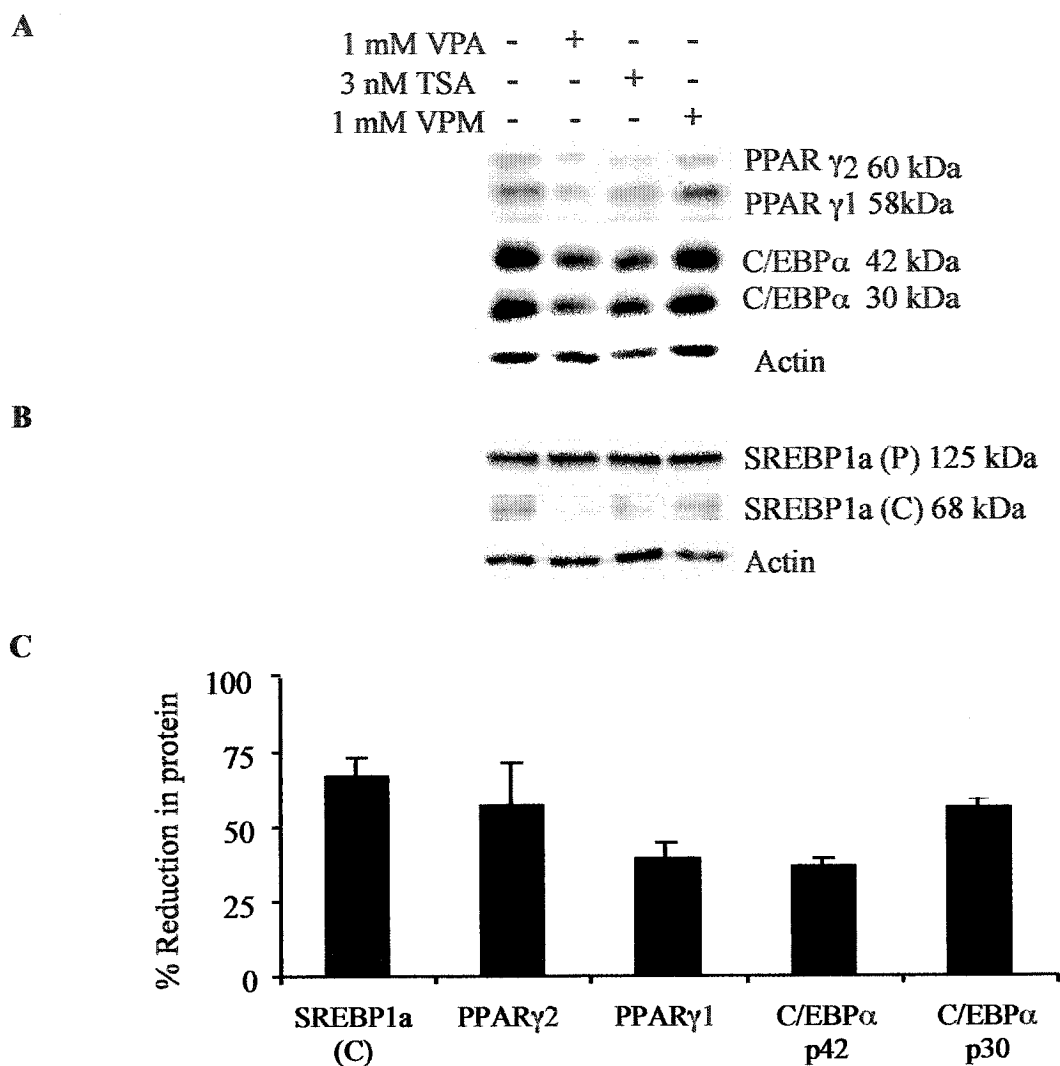 A
1 mM VPA - + - -
3 nM TSA - - + -
1 mM VPM - - - +
PPAR γ2 60 kDa
PPAR γ1 58kDa
C/EBPα 42 kDa
C/EBPα 30 kDa
Actin
B
SREBP1a (P) 125 kDa
SREBP1a (C) 68 kDa
Actin
C
% Reduction in protein
100
75
50
25
0
SREBP1a (C)
PPARγ2
PPARγ1
C/EBPα p42
C/EBPα p30